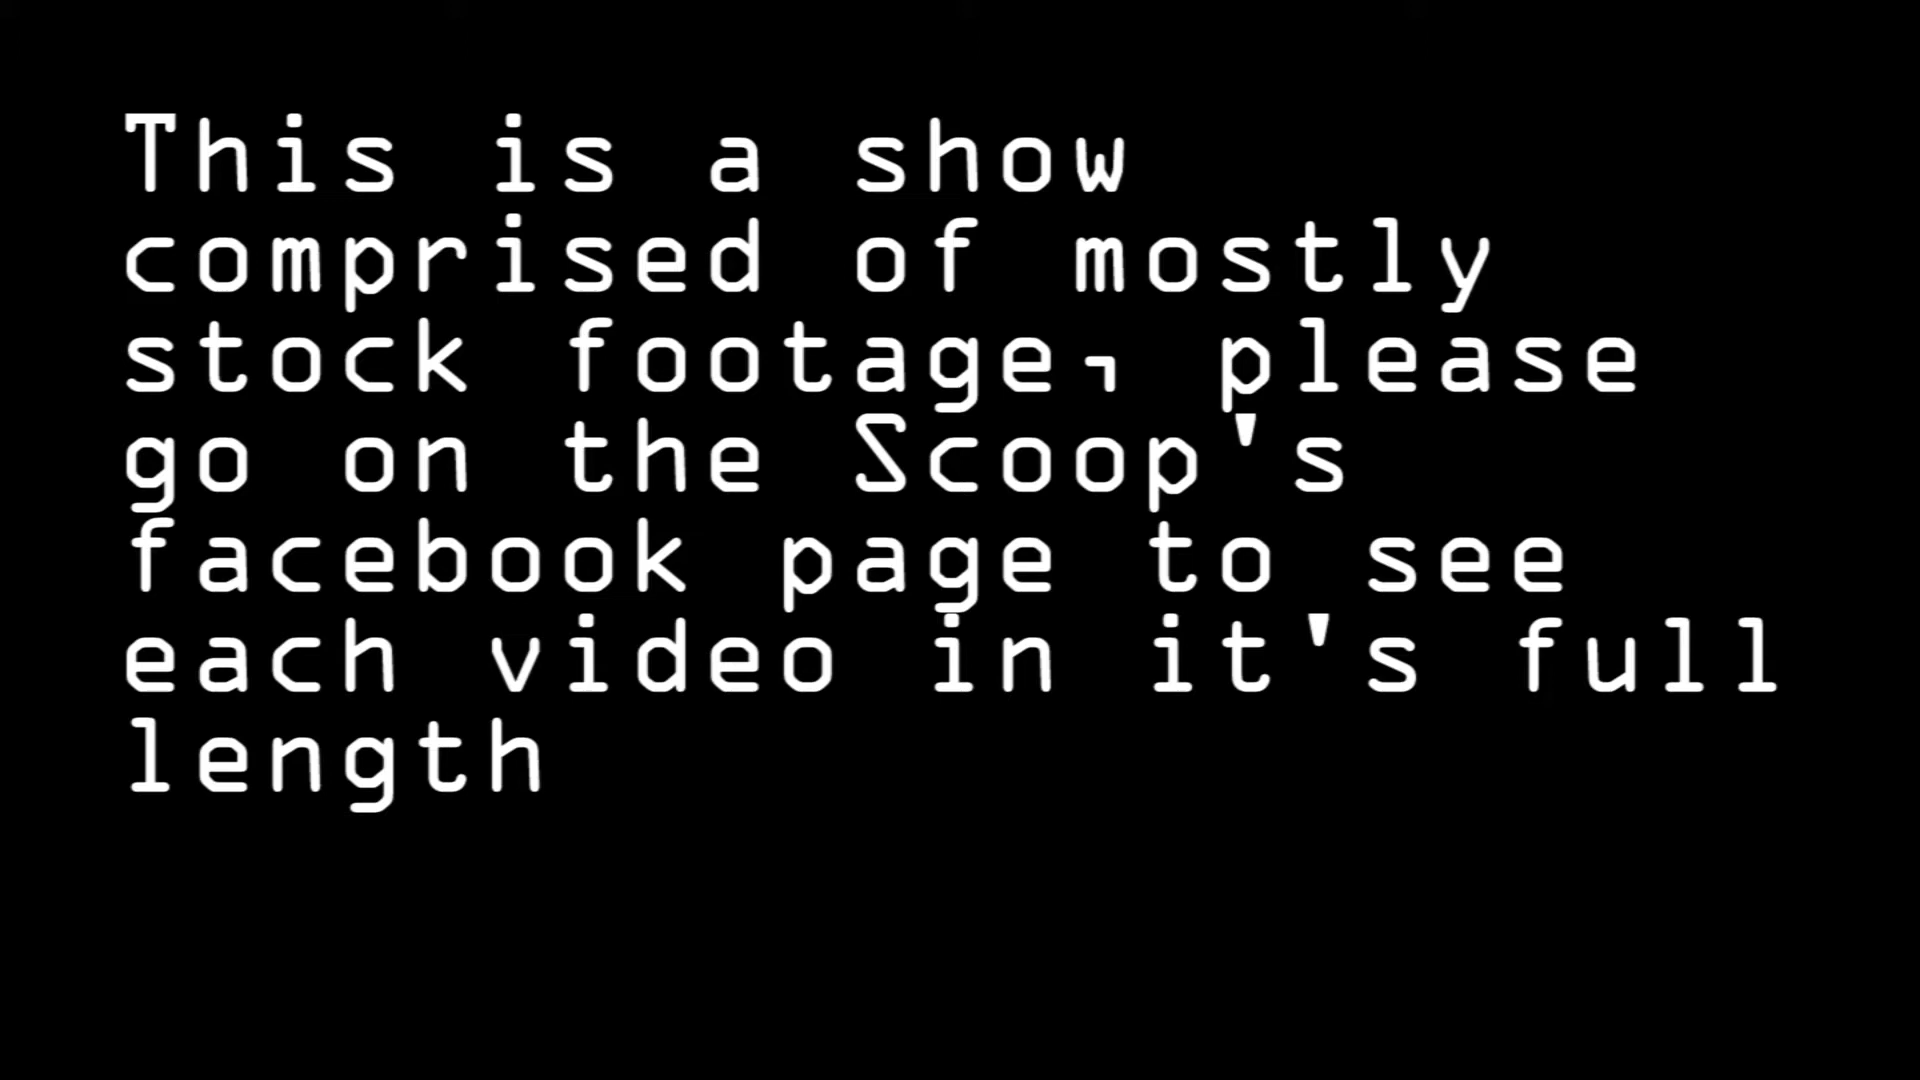 This is a show
comprised of mostly
stock footage, please
go on the Scoop's
facebook page to see
each video in it's full
length